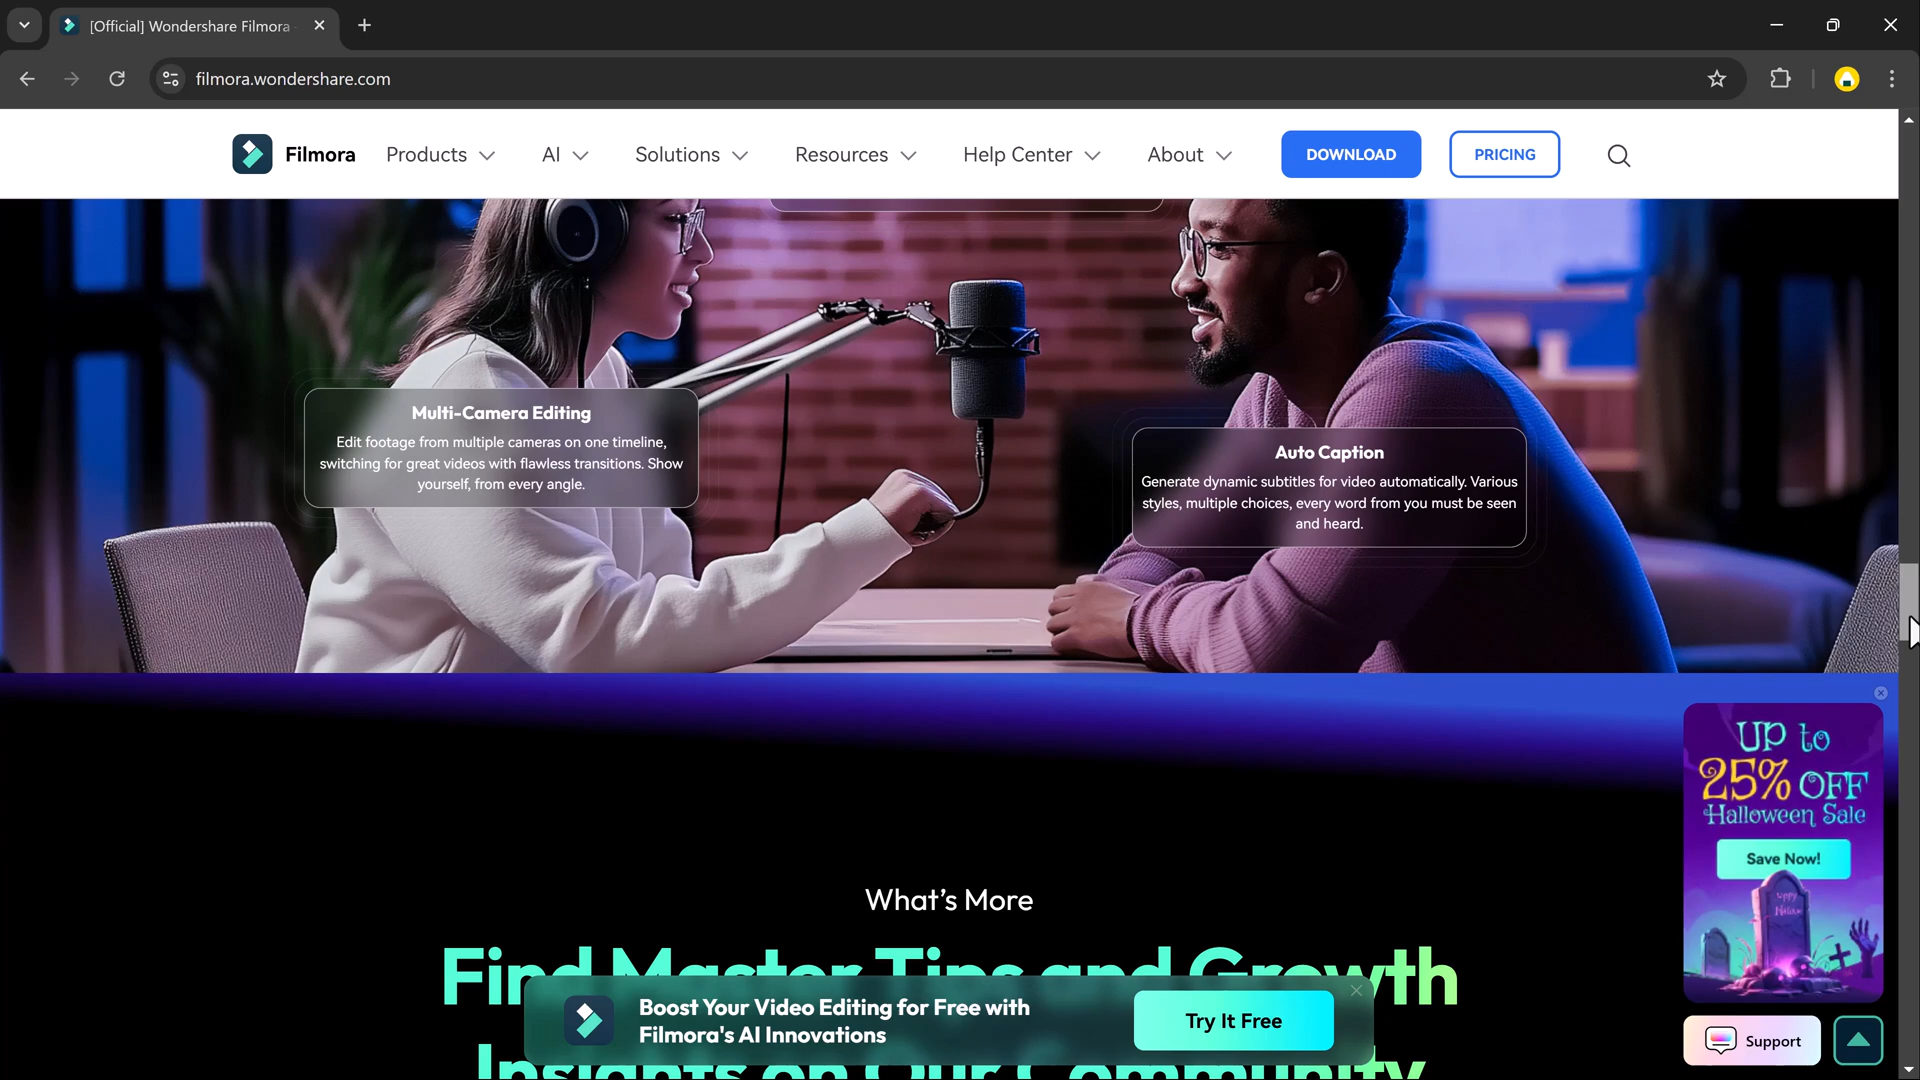 [Official] Wondershare Filmora
filmora.wondershare.com
Filmora
Products
AI
Solutions
Resources
Help Center
About
DOWNLOAD
PRICING
Multi-Camera Editing
Edit footage from multiple cameras on one timeline,
switching for great videos with flawless transitions. Show
yourself, from every angle.
Auto Caption
Generate dynamic subtitles for video automatically. Various
styles, multiple choices, every word from you must be seen
and heard.
UP to
25% OFF
Halloween Sale
Save Now!
What's More
Find Master Tips and Growth
Insights on Our Community
Boost Your Video Editing for Free with
Filmora's AI Innovations
Try It Free
Support